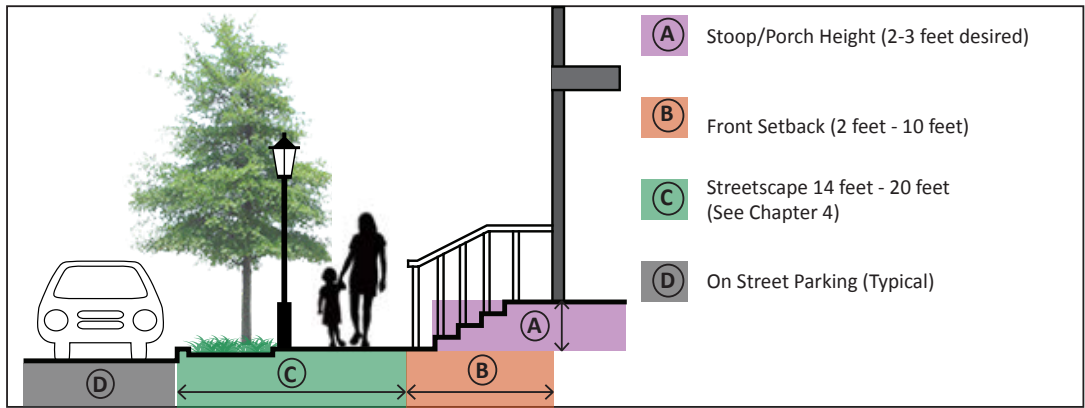 A Stoop/Porch Height (2-3 feet desired)
B Front Setback (2 feet - 10 feet)
C Streetscape 14 feet - 20 feet
(See Chapter 4)
D On Street Parking (Typical)
A
D
C
B